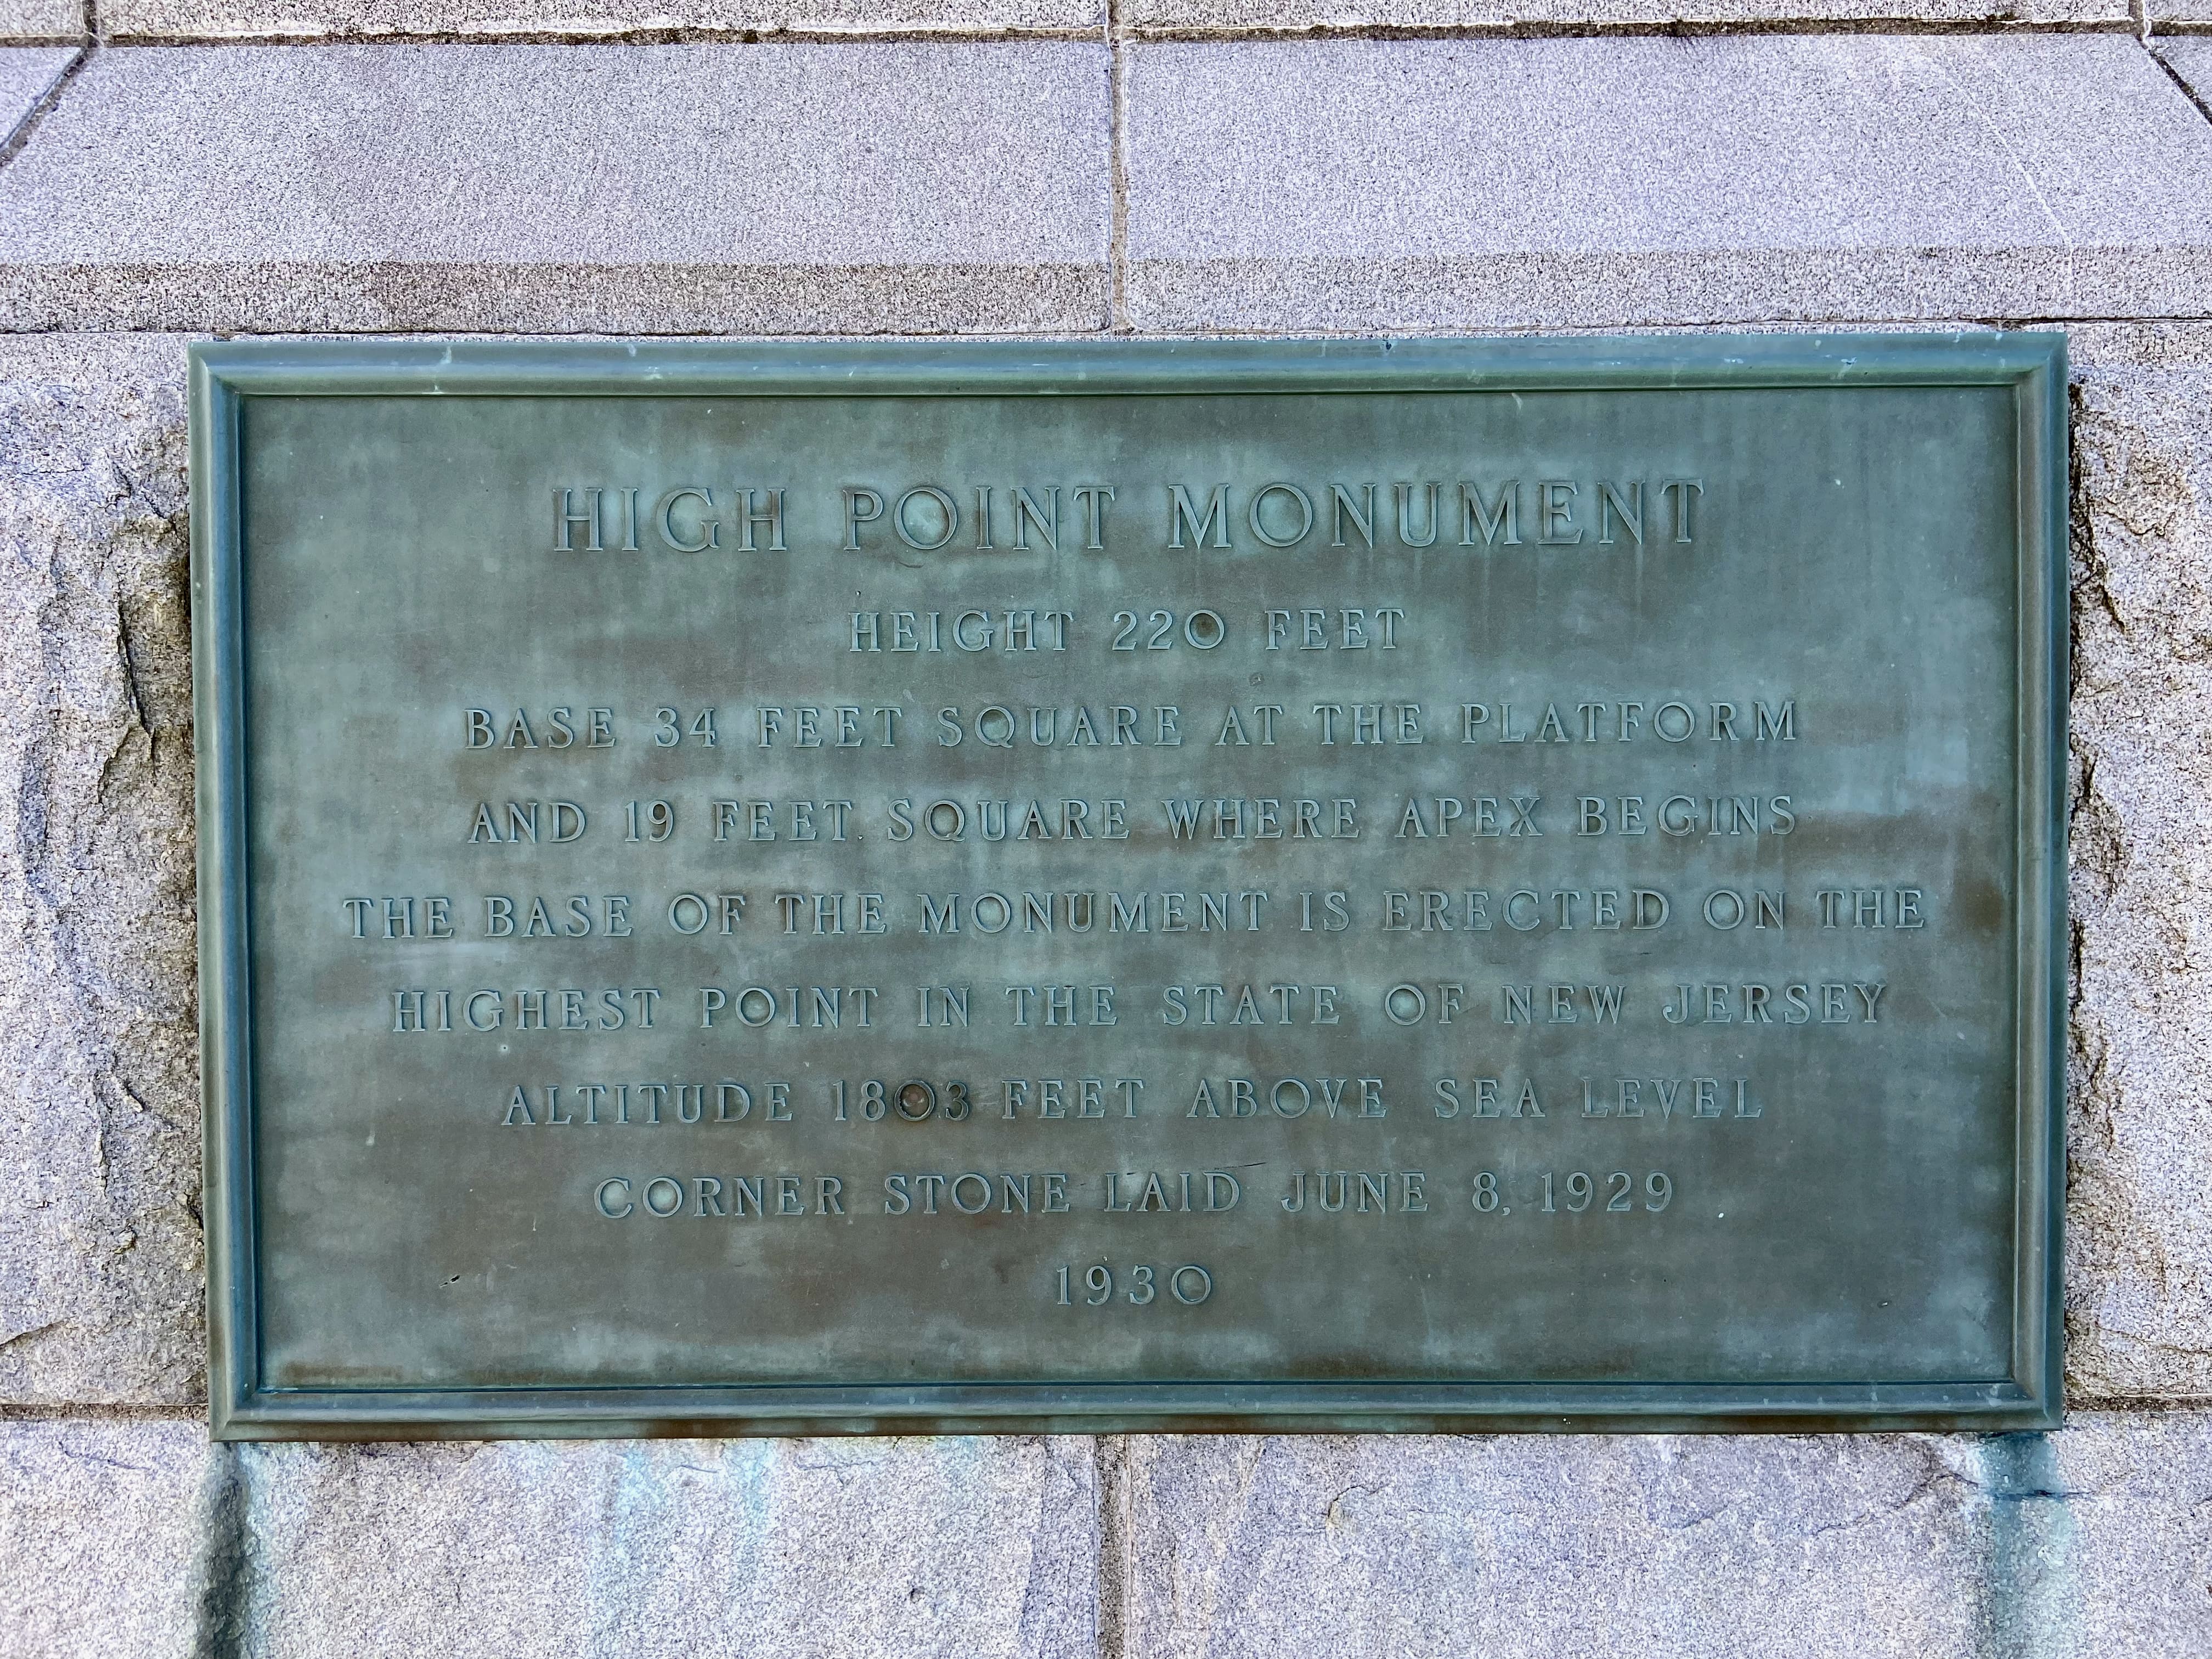 HIGH POINT MONUMENT
HEIGHT 220 FEET
BASE 34 FEET SQUARE AT THE PLATFORM
AND 19 FEET SQUARE WHERE APEX BEGINS
THE BASE OF THE MONUMENT IS ERECTED ON THE
HIGHEST POINT IN THE STATE OF NEW JERSEY
ALTITUDE 1803 FEET ABOVE SEA LEVEL
CORNER STONE LAID JUNE 8, 1929
1930